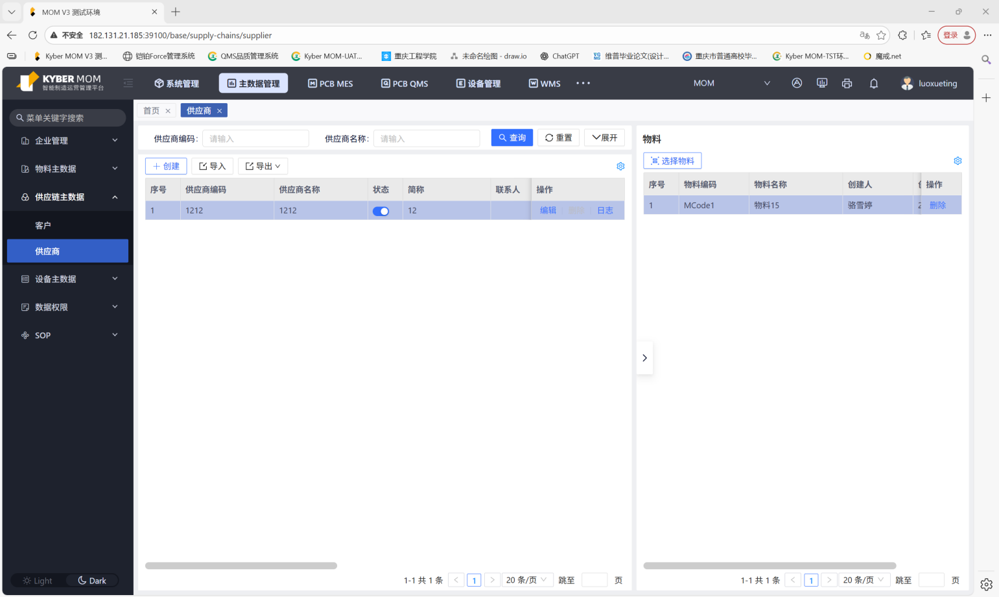 MOM V3 测试环境
不安全 182.131.21.185:39100/base/supply-chains/supplier
登录
Kyber MOM V3 测... 铠铂Force管理系统 QMS品质管理系统 Kyber MOM-UAT... 重庆工程学院 未命名绘图 - draw.io ChatGPT 维普毕业论文(设计... 重庆市普通高校毕... Kyber MOM-TST环... 魔戒.net
KYBER MOM
智能制造运营管理平台
系统管理 主数据管理 PCB MES PCB QMS 设备管理 WMS ••• MOM luoxueting
菜单关键字搜索
企业管理
物料主数据
供应链主数据
客户
供应商
设备主数据
数据权限
SOP
Light Dark
首页 供应商
供应商编码: 请输入 供应商名称: 请输入 查询 重置 展开
创建 导入 导出
序号 供应商编码 供应商名称 状态 简称 联系人 操作
1 1212 1212 12 编辑 删除 日志
1-1 共 1 条 1 20 条/页 跳至 页
物料
选择物料
序号 物料编码 物料名称 创建人 操作
1 MCode1 物料15 骆雪婷 2 删除
1-1 共 1 条 1 20 条/页 跳至 页